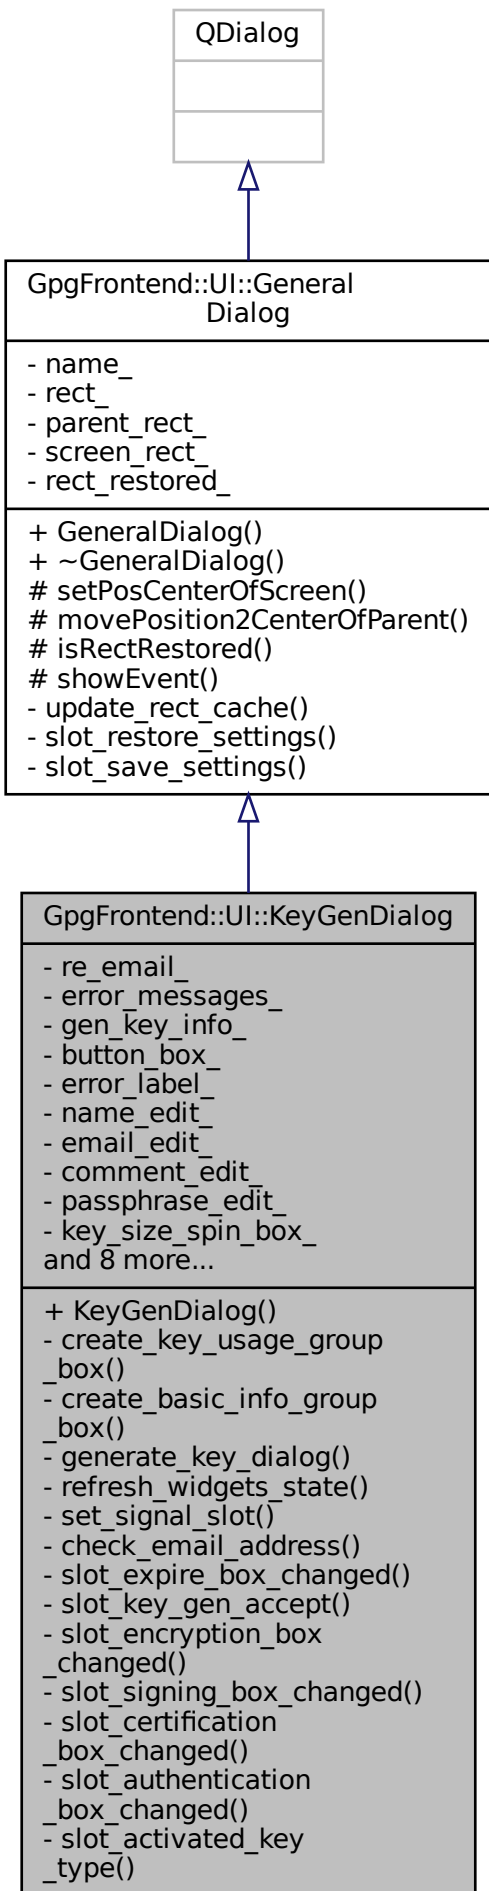 QDialog
GpgFrontend::UI::General
Dialog
- name_
- rect_
- parent_rect_
- screen_rect_
- rect_restored_
+ GeneralDialog()
+ ~GeneralDialog()
# setPosCenterOfScreen()
# movePosition2CenterOfParent()
# isRectRestored()
# showEvent()
- update_rect_cache()
- slot_restore_settings()
- slot_save_settings()
GpgFrontend::UI::KeyGenDialog
- re_email_
- error_messages_
- gen_key_info_
- button_box_
- error_label_
- name_edit_
- email_edit_
- comment_edit_
- passphrase_edit_
- key_size_spin_box_
and 8 more...
+ KeyGenDialog()
- create_key_usage_group
_box()
- create_basic_info_group
_box()
- generate_key_dialog()
- refresh_widgets_state()
- set_signal_slot()
- check_email_address()
- slot_expire_box_changed()
- slot_key_gen_accept()
- slot_encryption_box
_changed()
- slot_signing_box_changed()
- slot_certification
_box_changed()
- slot_authentication
_box_changed()
- slot_activated_key
_type()